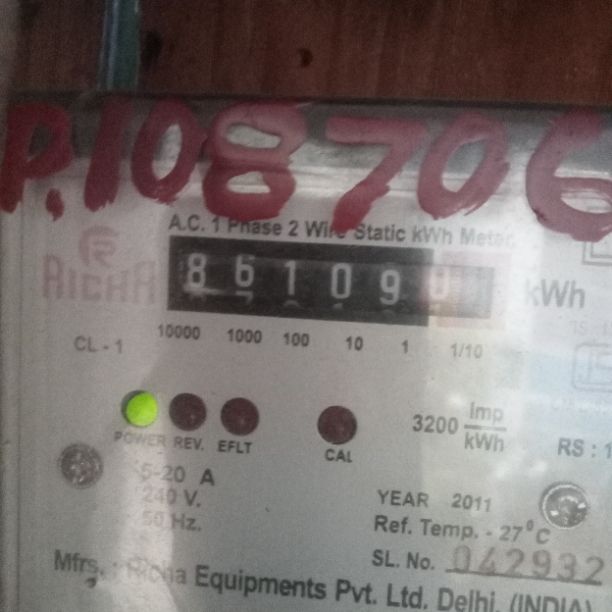 P.108706
A.C. 1 Phase 2 Wire Static kWh Meter
RICHA
861090 kWh
CL - 1
10000 1000 100 10 1 1/10
3200 Imp/kWh
POWER REV. EFLT CAL
RS : 1
5-20 A
240 V.
50 Hz.
YEAR 2011
Ref. Temp. - 27°C
SL. No. 042932
Mfrs. : Richa Equipments Pvt. Ltd. Delhi. (INDIA)